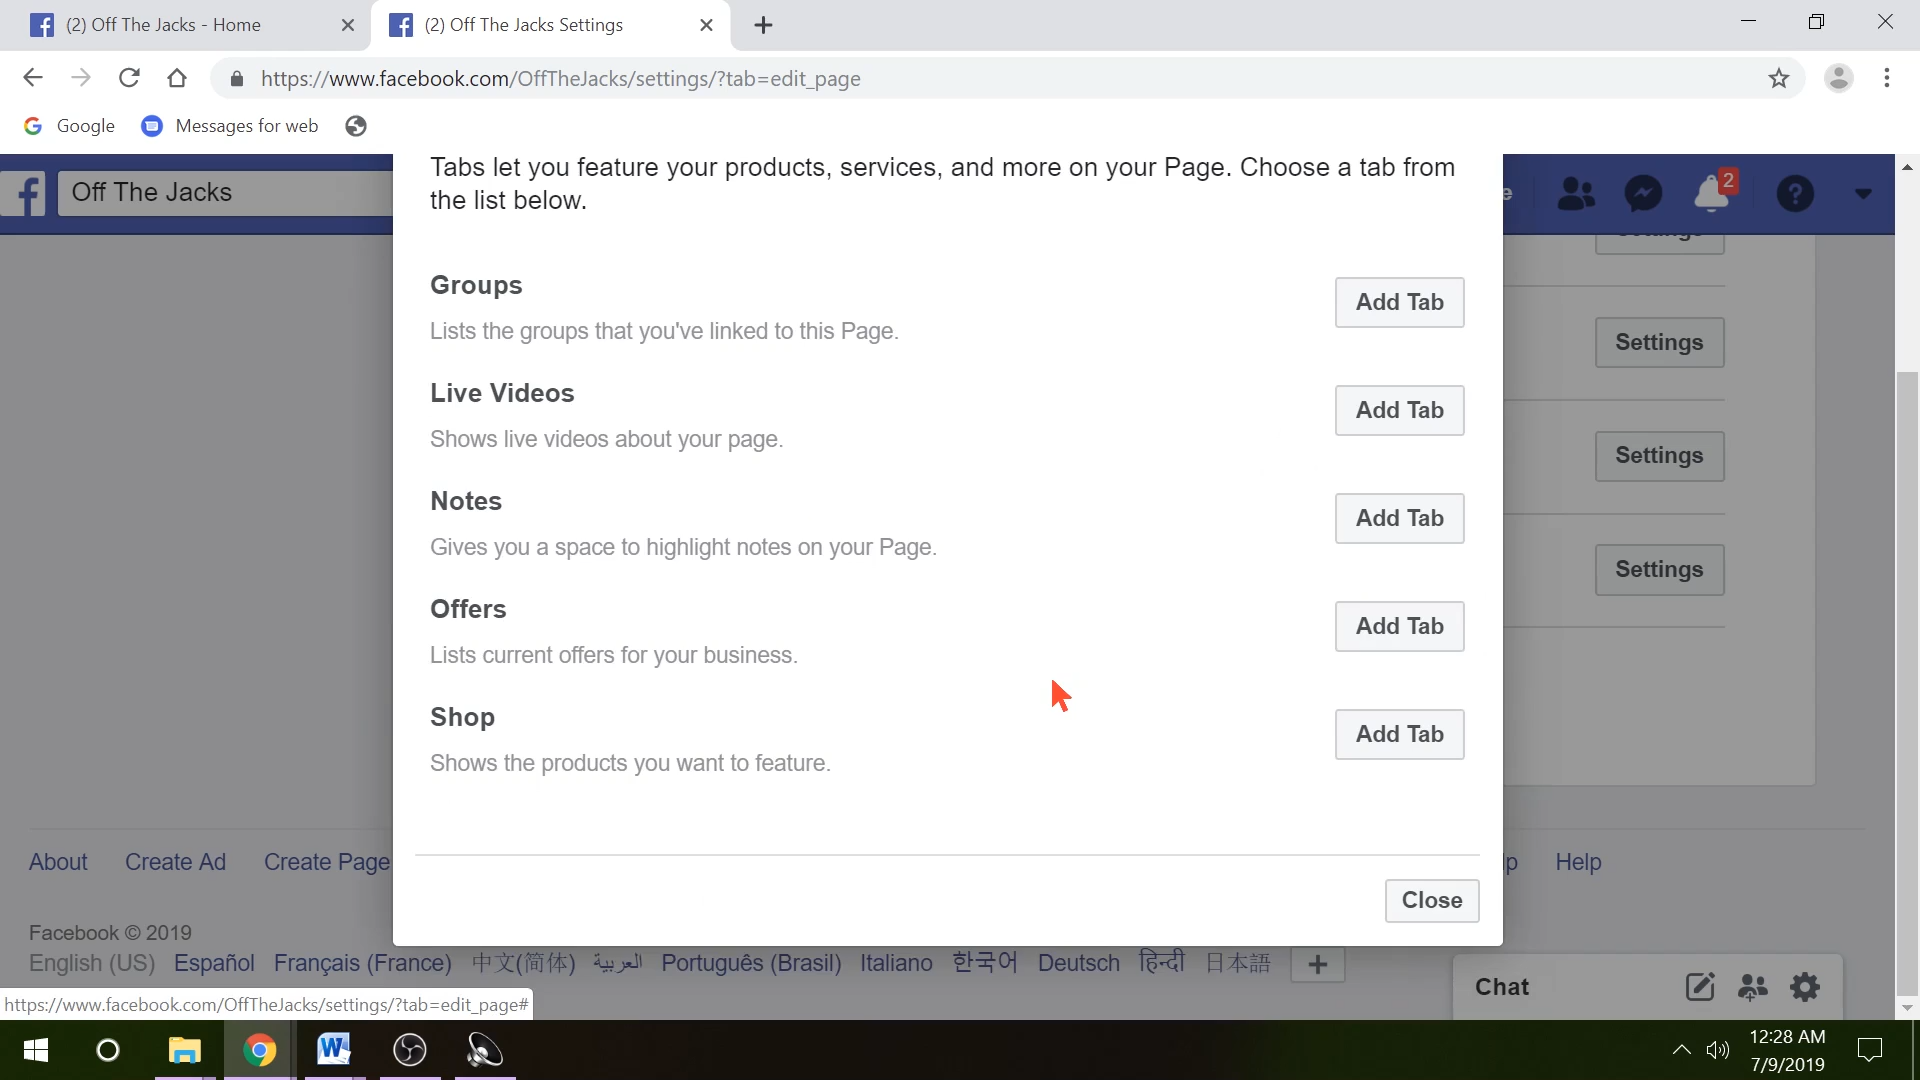 (2) Off The Jacks - Home
(2) Off The Jacks Settings
https://www.facebook.com/OffTheJacks/settings/?tab=edit_page
Google
Messages for web
Tabs let you feature your products, services, and more on your Page. Choose a tab from
the list below.
Off The Jacks
2
Groups
Add Tab
Lists the groups that you've linked to this Page.
Settings
Live Videos
Add Tab
Shows live videos about your page.
Settings
Notes
Add Tab
Gives you a space to highlight notes on your Page.
Settings
Offers
Add Tab
Lists current offers for your business.
Shop
Add Tab
Shows the products you want to feature.
About
Create Ad
Create Page
Help
Close
Facebook © 2019
English (US) Español Français (France) 中文(简体) العربية Português (Brasil) Italiano 한국어 Deutsch हिन्दी 日本語
Chat
https://www.facebook.com/OffTheJacks/settings/?tab=edit_page#
12:28 AM
7/9/2019